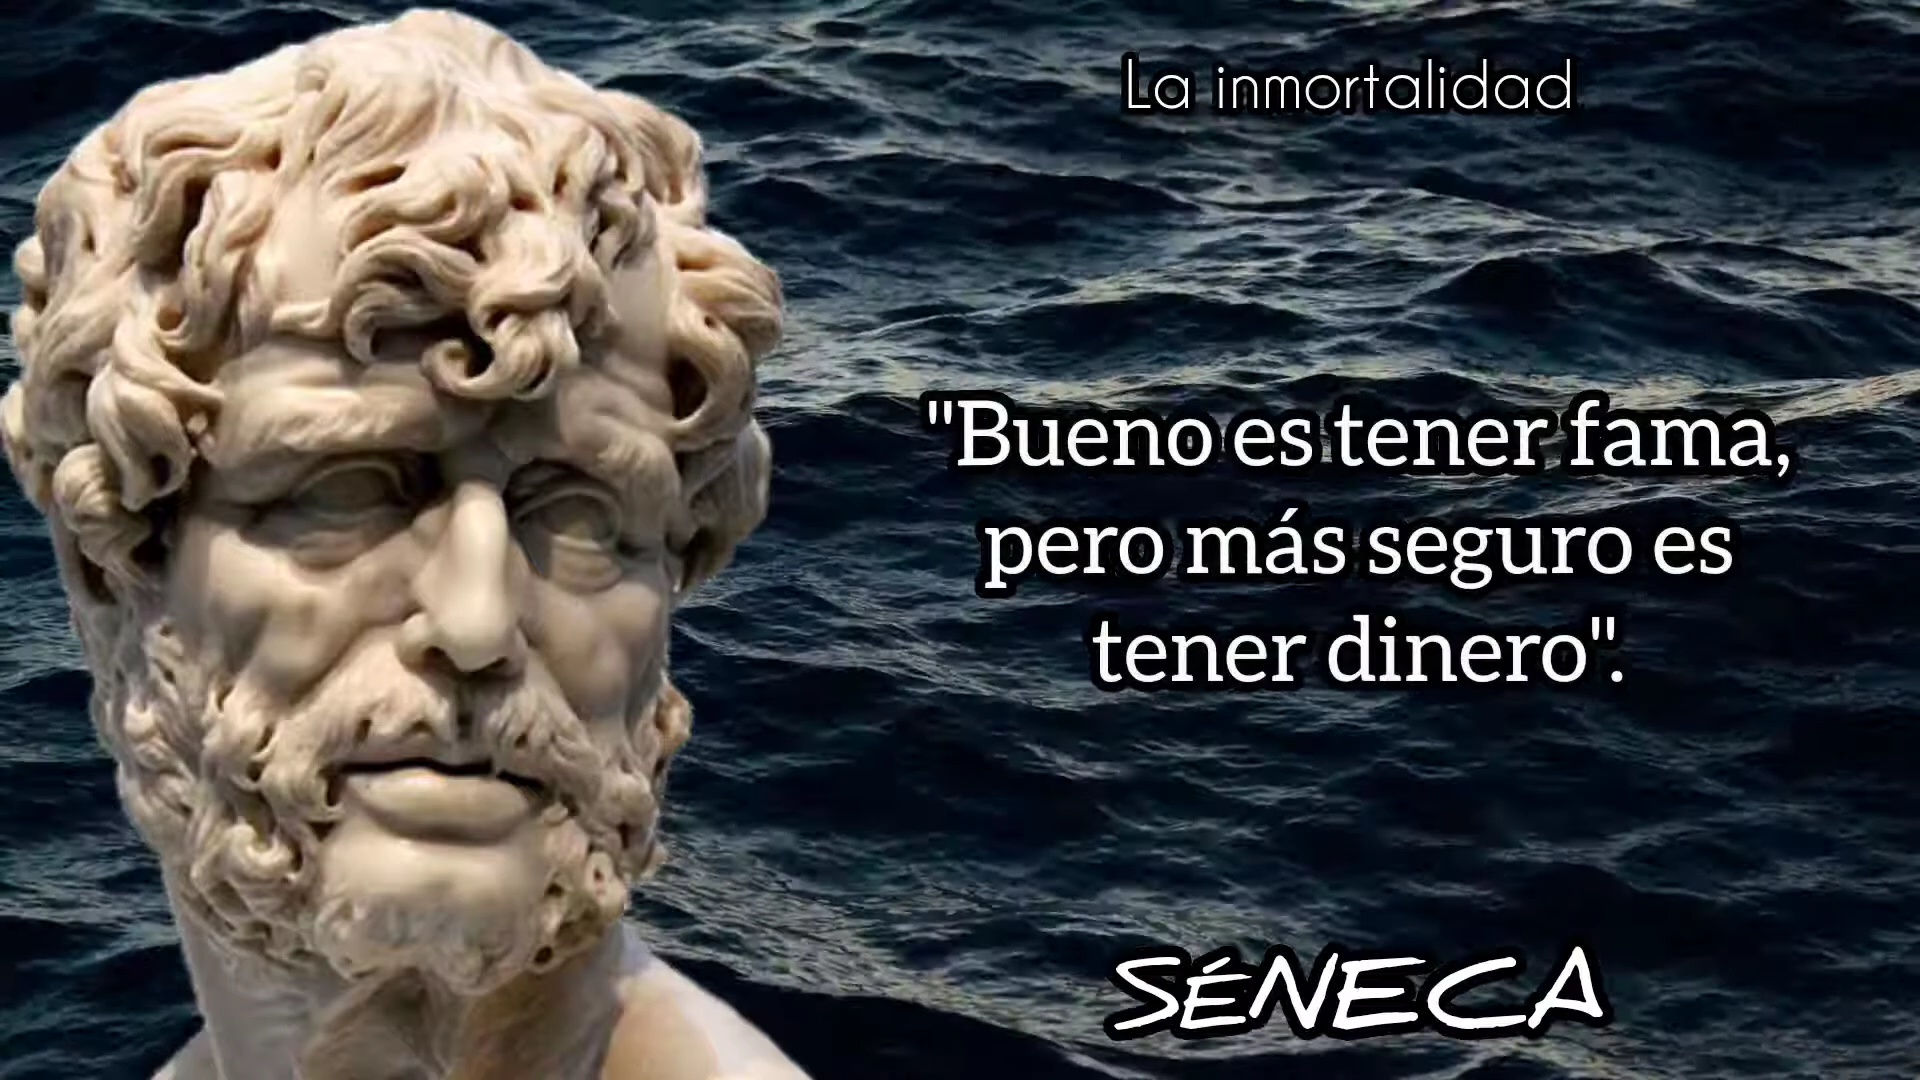 La inmortalidad
"Bueno es tener fama,
pero más seguro es
tener dinero".
SÉNECA